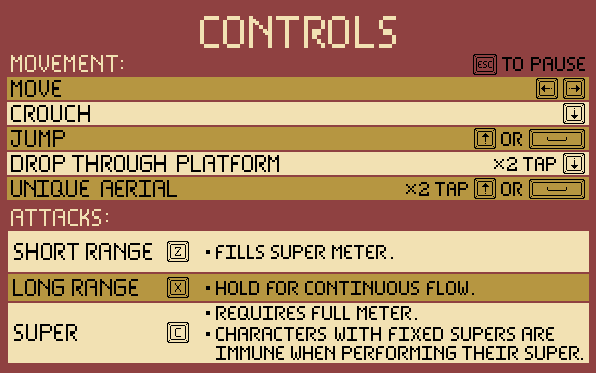 CONTROLS
MOVEMENT: ESC TO PAUSE
MOVE ← →
CROUCH ↓
JUMP ↑ OR
DROP THROUGH PLATFORM ×2 TAP ↓
UNIQUE AERIAL ×2 TAP ↑ OR
ATTACKS:
SHORT RANGE Z • FILLS SUPER METER.
LONG RANGE X • HOLD FOR CONTINUOUS FLOW.
SUPER C • REQUIRES FULL METER.
• CHARACTERS WITH FIXED SUPERS ARE
IMMUNE WHEN PERFORMING THEIR SUPER.